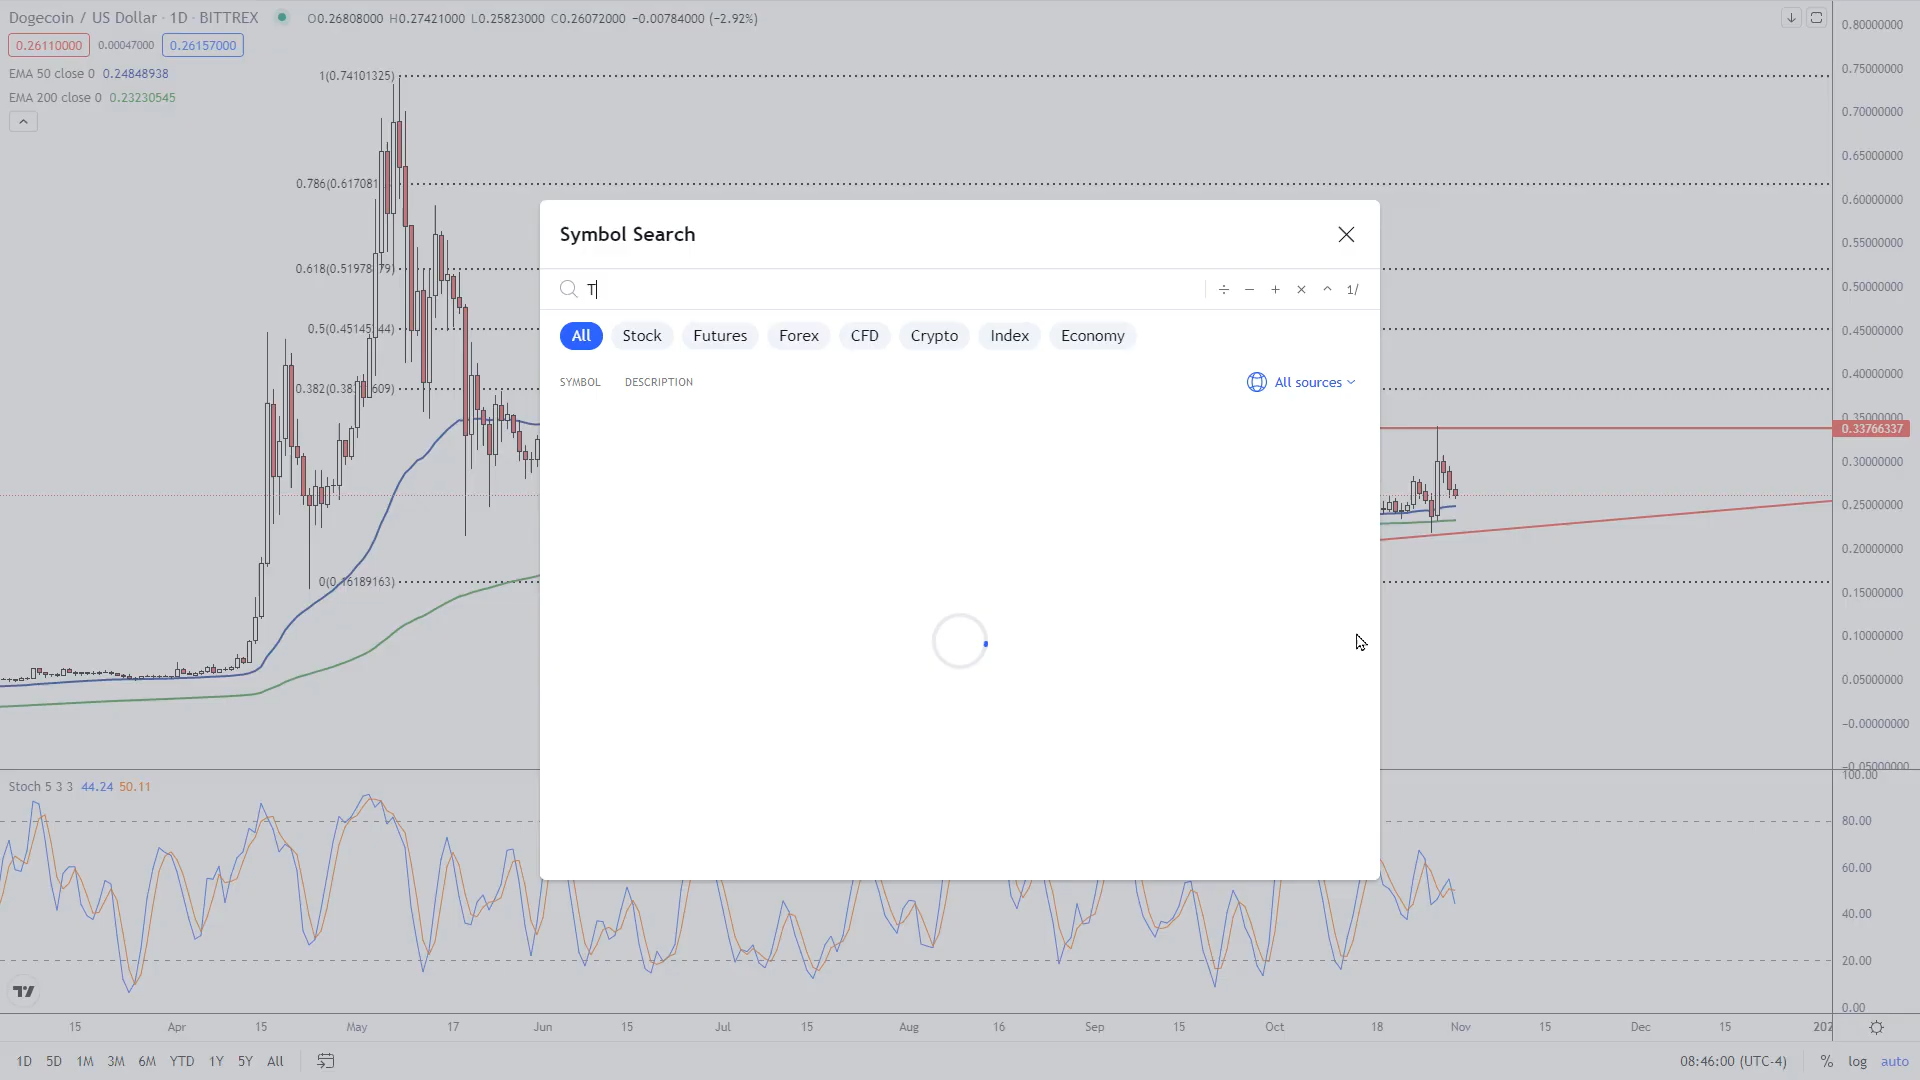 Dogecoin / US Dollar · 1D · BITTREX
O0.26808000 H0.27421000 L0.25823000 C0.26072000 −0.00784000 (−2.92%)
0.26110000 0.00047000 0.26157000
EMA 50 close 0 0.24848938
EMA 200 close 0 0.23230545
1(0.74101325)
0.786(0.61708
0.618(0.51978
0.5(0.4514
0.382(0.38
0(0.16189163)
Symbol Search
T
÷ − + × ^ 1/
All Stock Futures Forex CFD Crypto Index Economy
SYMBOL DESCRIPTION All sources
0.80000000
0.75000000
0.70000000
0.65000000
0.60000000
0.55000000
0.50000000
0.45000000
0.40000000
0.35000000
0.33766337
0.30000000
0.25000000
0.20000000
0.15000000
0.10000000
0.05000000
−0.00000000
−0.05000000
Stoch 5 3 3 44.24 50.11
100.00
80.00
60.00
40.00
20.00
0.00
15 Apr 15 May 17 Jun 15 Jul 15 Aug 16 Sep 15 Oct 18 Nov 15 Dec 15 202
1D 5D 1M 3M 6M YTD 1Y 5Y All 08:46:00 (UTC-4) % log auto